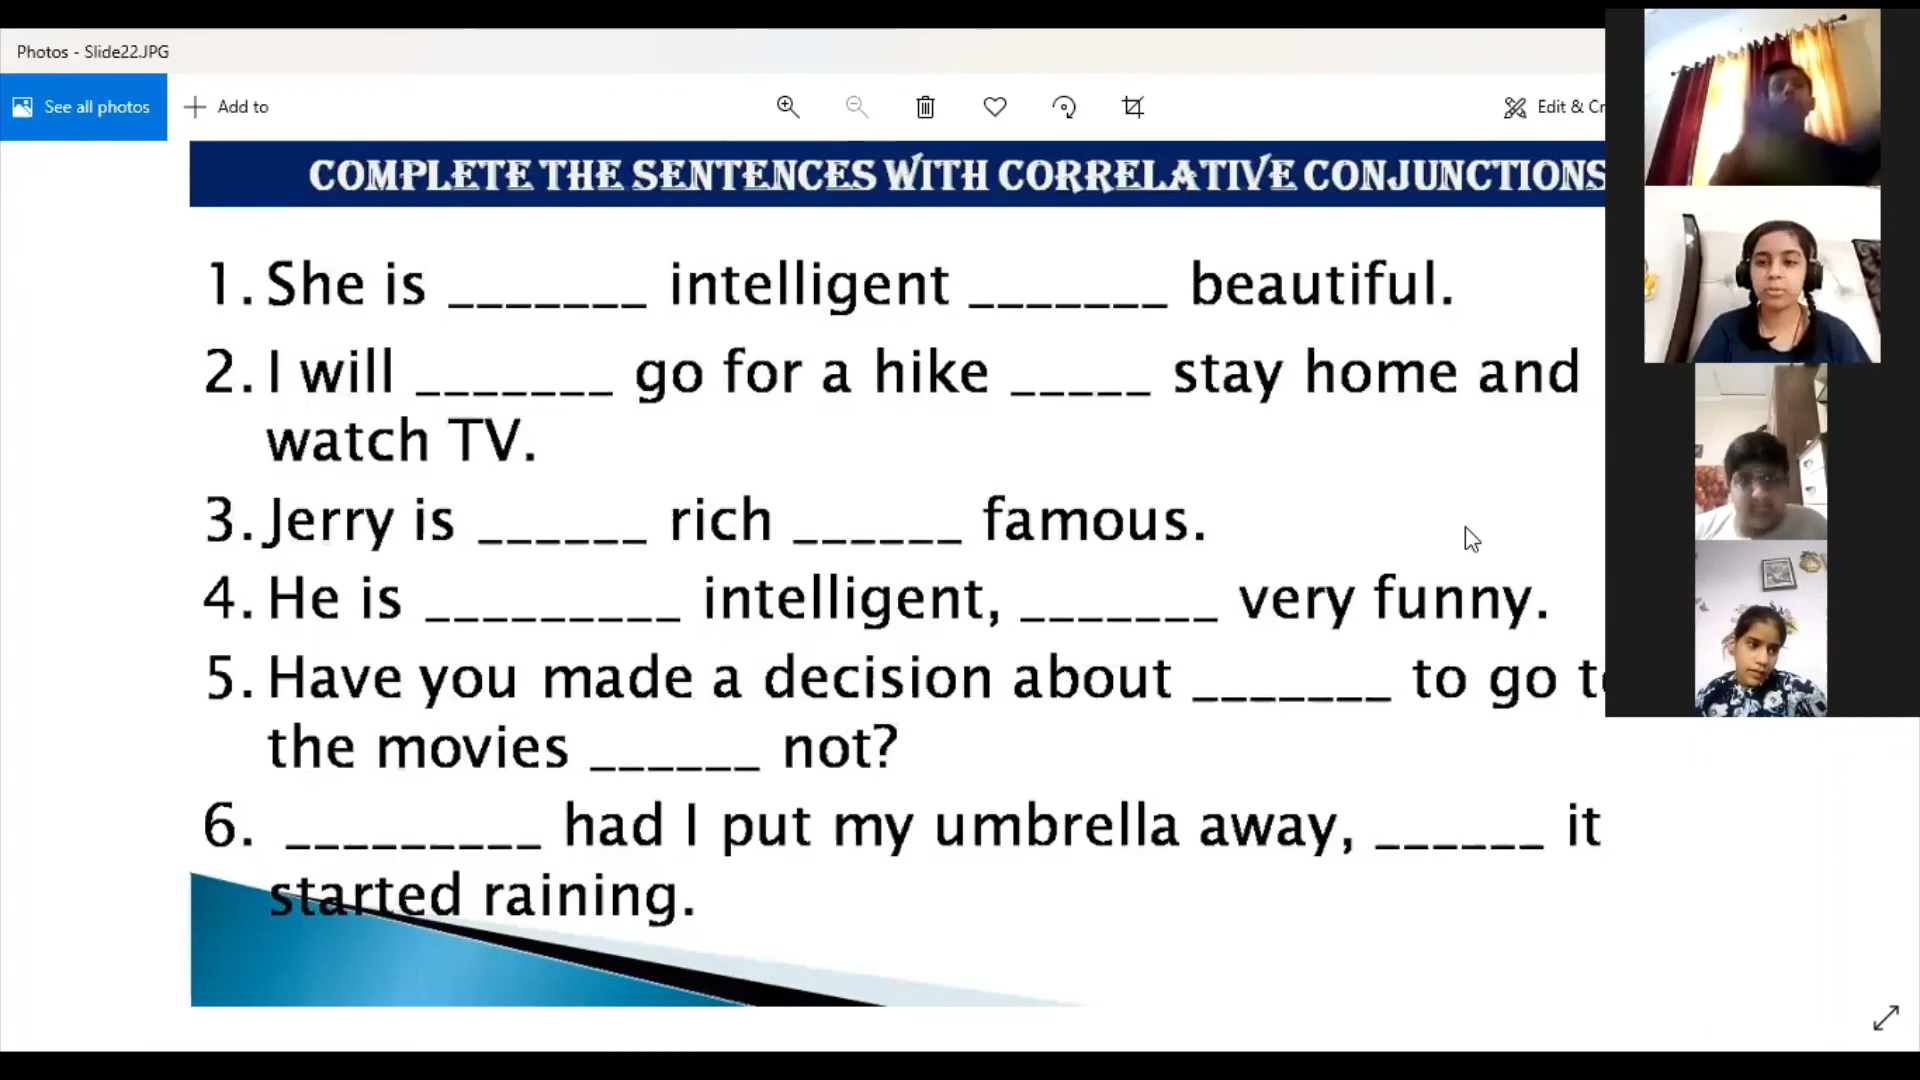 Photos - Slide22.JPG
See all photos
Add to
Edit & Cr
COMPLETE THE SENTENCES WITH CORRELATIVE CONJUNCTIONS
1. She is _______ intelligent _______ beautiful.
2. I will _______ go for a hike _____ stay home and
watch TV.
3. Jerry is ______ rich ______ famous.
4. He is _________ intelligent, _______ very funny.
5. Have you made a decision about _______ to go to
the movies ______ not?
6. _________ had I put my umbrella away, ______ it
started raining.